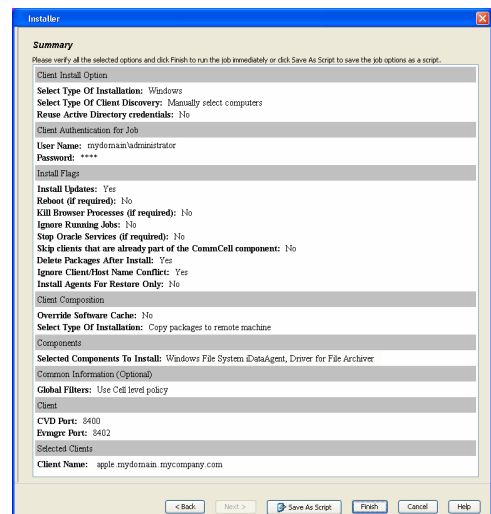 Installer
Summary
Please verify all the selected options and click Finish to run the job immediately or click Save As Script to save the job options as a script.
Client Install Option
Select Type Of Installation: Windows
Select Type Of Client Discovery: Manually select computers
Reuse Active Directory credentials: No
Client Authentication for Job
User Name: mydomain\administrator
Password: ****
Install Flags
Install Updates: Yes
Reboot (if required): No
Kill Browser Processes (if required): No
Ignore Running Jobs: No
Stop Oracle Services (if required): No
Skip clients that are already part of the CommCell component: No
Delete Packages After Install: Yes
Ignore Client/Host Name Conflict: Yes
Install Agents For Restore Only: No
Client Composition
Override Software Cache: No
Select Type Of Installation: Copy packages to remote machine
Components
Selected Components To Install: Windows File System iDataAgent, Driver for File Archiver
Common Information (Optional)
Global Filters: Use Cell level policy
Client
CVD Port: 8400
Evmgrc Port: 8402
Selected Clients
Client Name: apple.mydomain.mycompany.com
< Back Next > Save As Script Finish Cancel Help